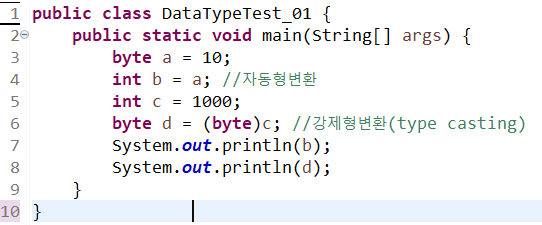 1 public class DataTypeTest_01 {
2 public static void main(String[] args) {
3 byte a = 10;
4 int b = a; //자동형변환
5 int c = 1000;
6 byte d = (byte)c; //강제형변환(type casting)
7 System.out.println(b);
8 System.out.println(d);
9 }
10 }